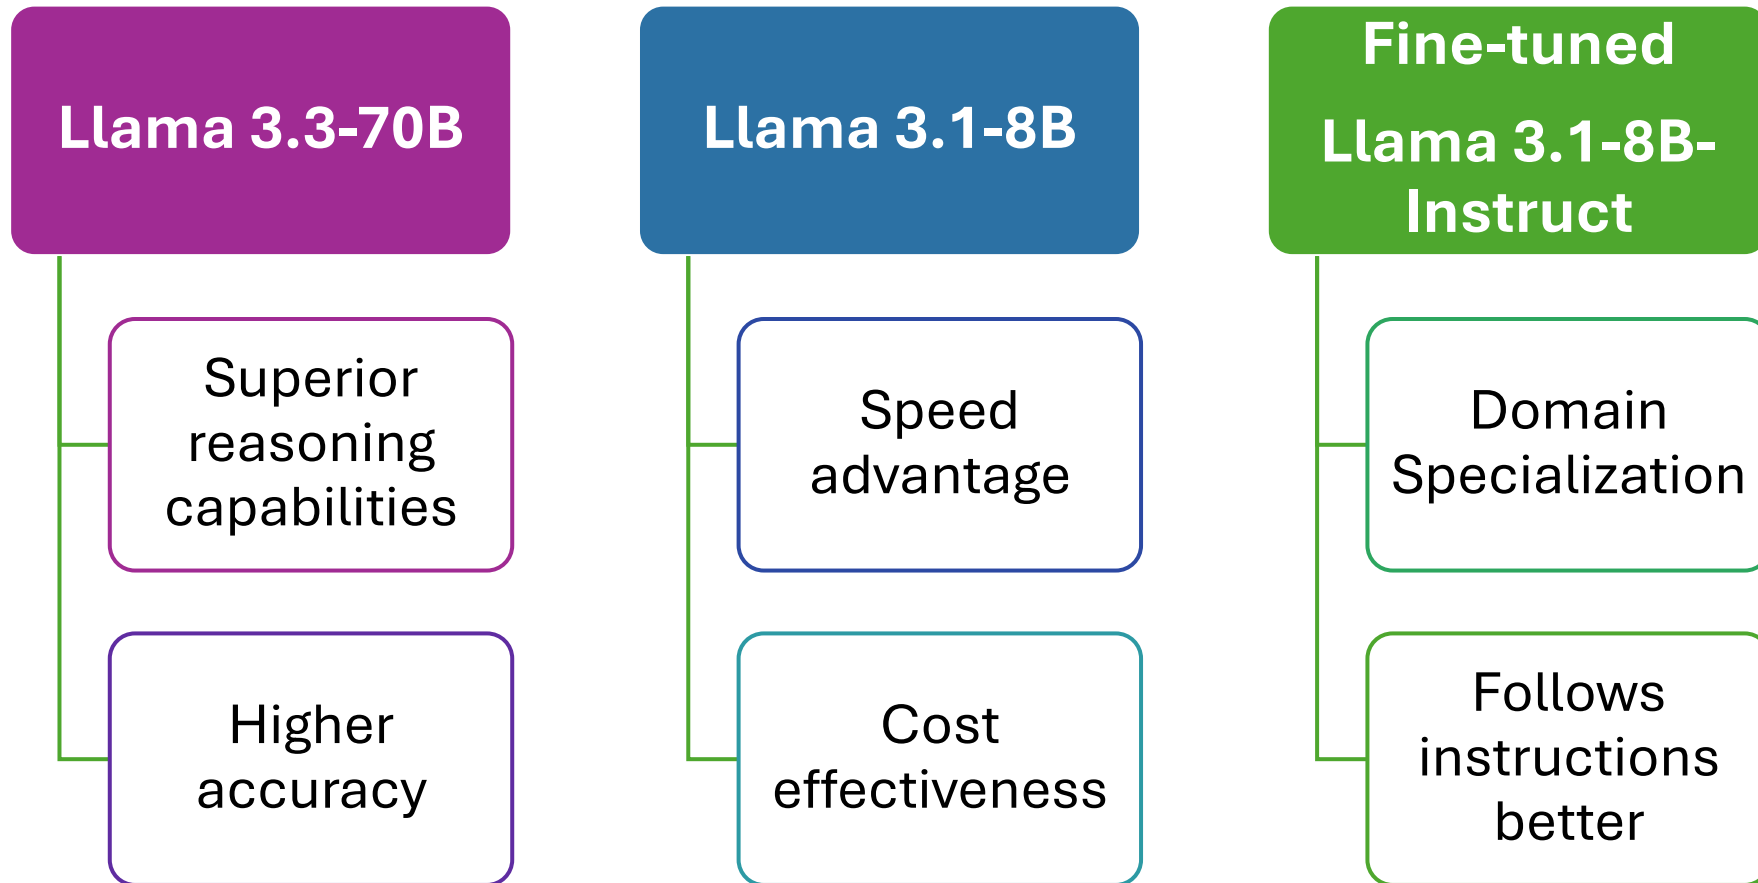 Llama 3.3-70B
Superior
reasoning
capabilities
Higher
accuracy
Llama 3.1-8B
Speed
advantage
Cost
effectiveness
Fine-tuned
Llama 3.1-8B-
Instruct
Domain
Specialization
Follows
instructions
better